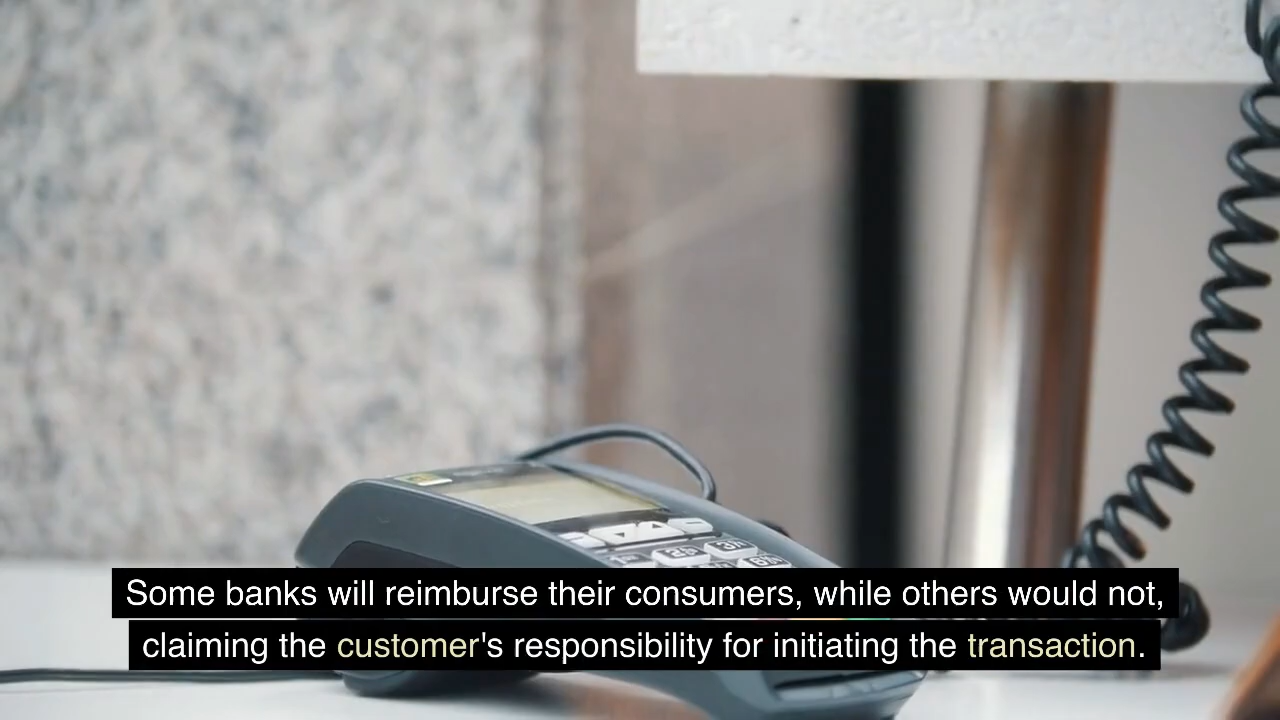 Some banks will reimburse their consumers, while others would not,
claiming the customer's responsibility for initiating the transaction.